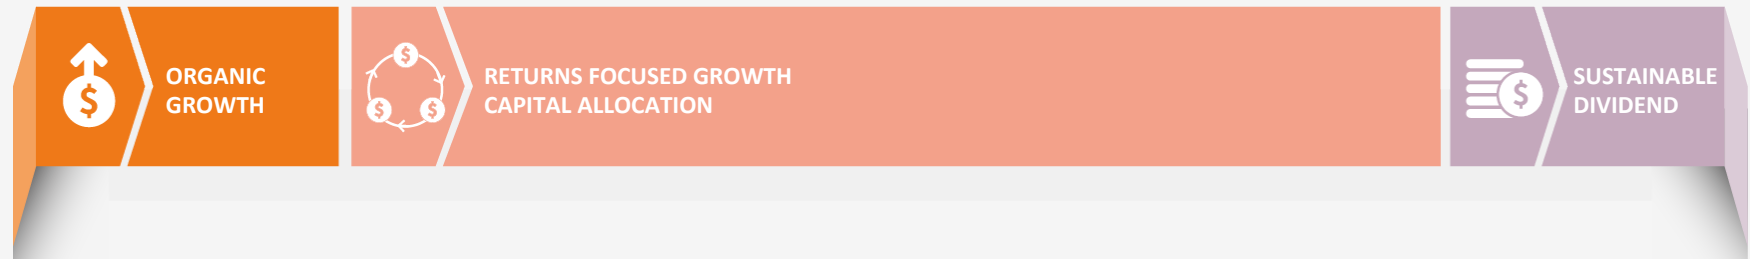 ORGANIC
GROWTH
RETURNS FOCUSED GROWTH
CAPITAL ALLOCATION
SUSTAINABLE
DIVIDEND